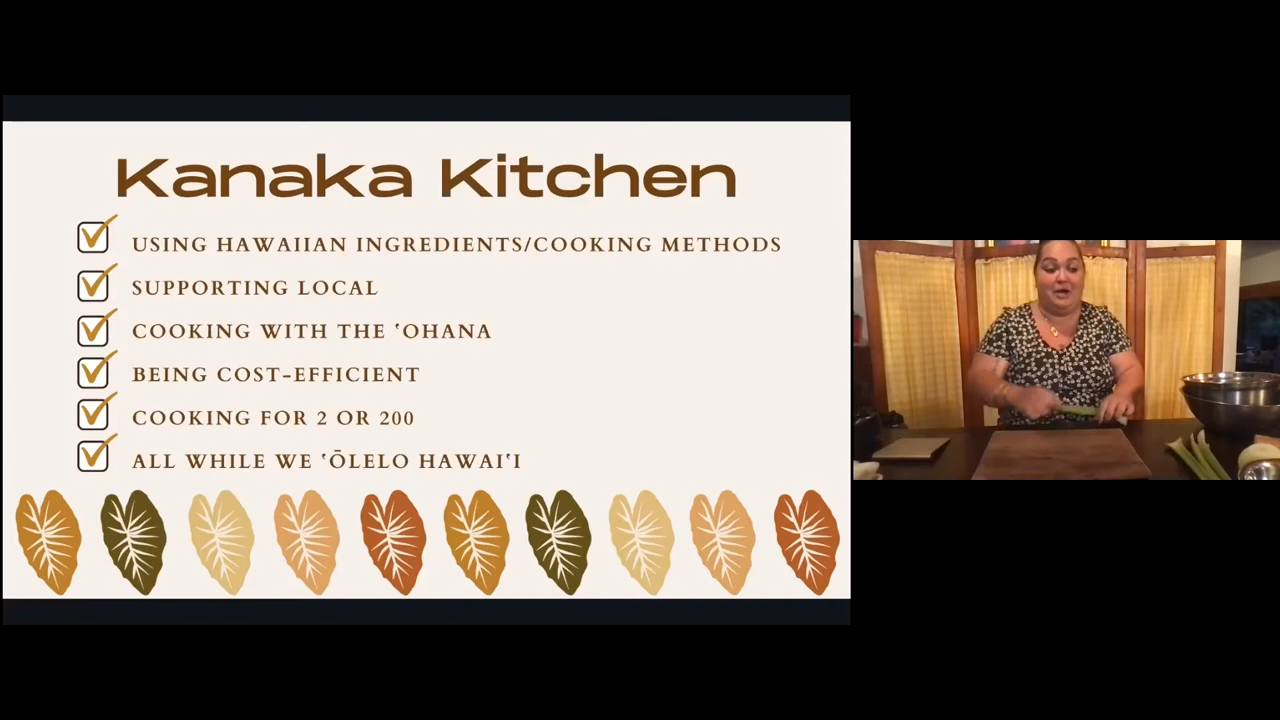 Kanaka Kitchen
USING HAWAIIAN INGREDIENTS/COOKING METHODS
SUPPORTING LOCAL
COOKING WITH THE ʻOHANA
BEING COST-EFFICIENT
COOKING FOR 2 OR 200
ALL WHILE WE ʻŌLELO HAWAIʻI